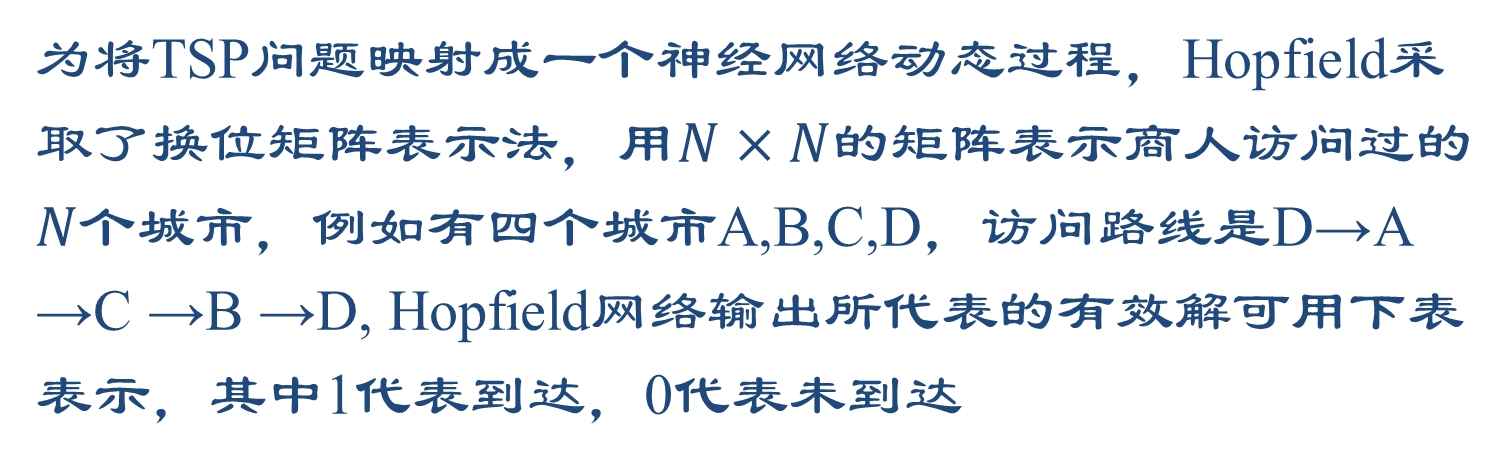 为将TSP问题映射成一个神经网络动态过程，Hopfield采
取了换位矩阵表示法，用N × N的矩阵表示商人访问过的
N个城市，例如有四个城市A,B,C,D，访问路线是D→A
→C →B →D, Hopfield网络输出所代表的有效解可用下表
表示，其中1代表到达，0代表未到达